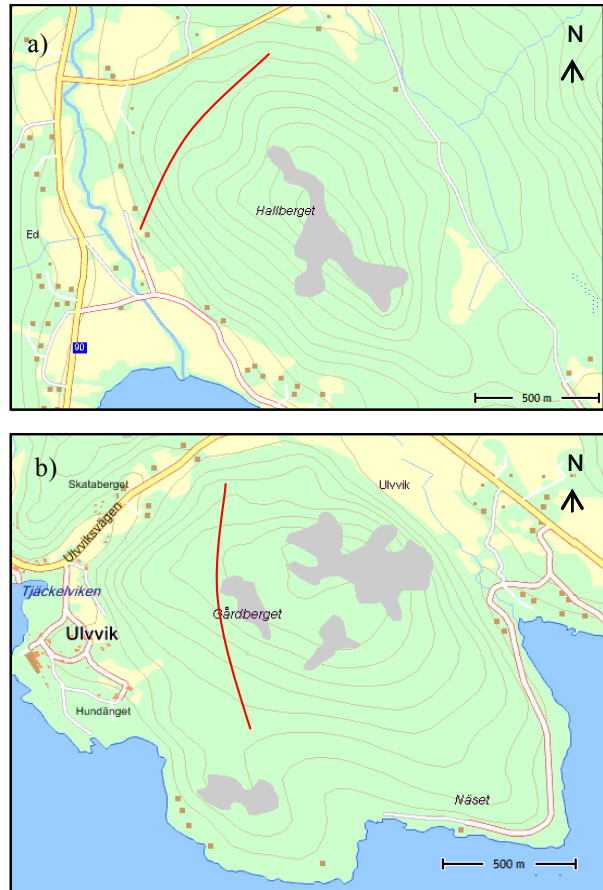 a)
N
Hallberget
Ed
90
500 m
b)
N
Skataberget
Ulvvik
Ulvviksvägen
Tjäckelviken
Gårdberget
Ulvvik
Hundänget
Näset
500 m